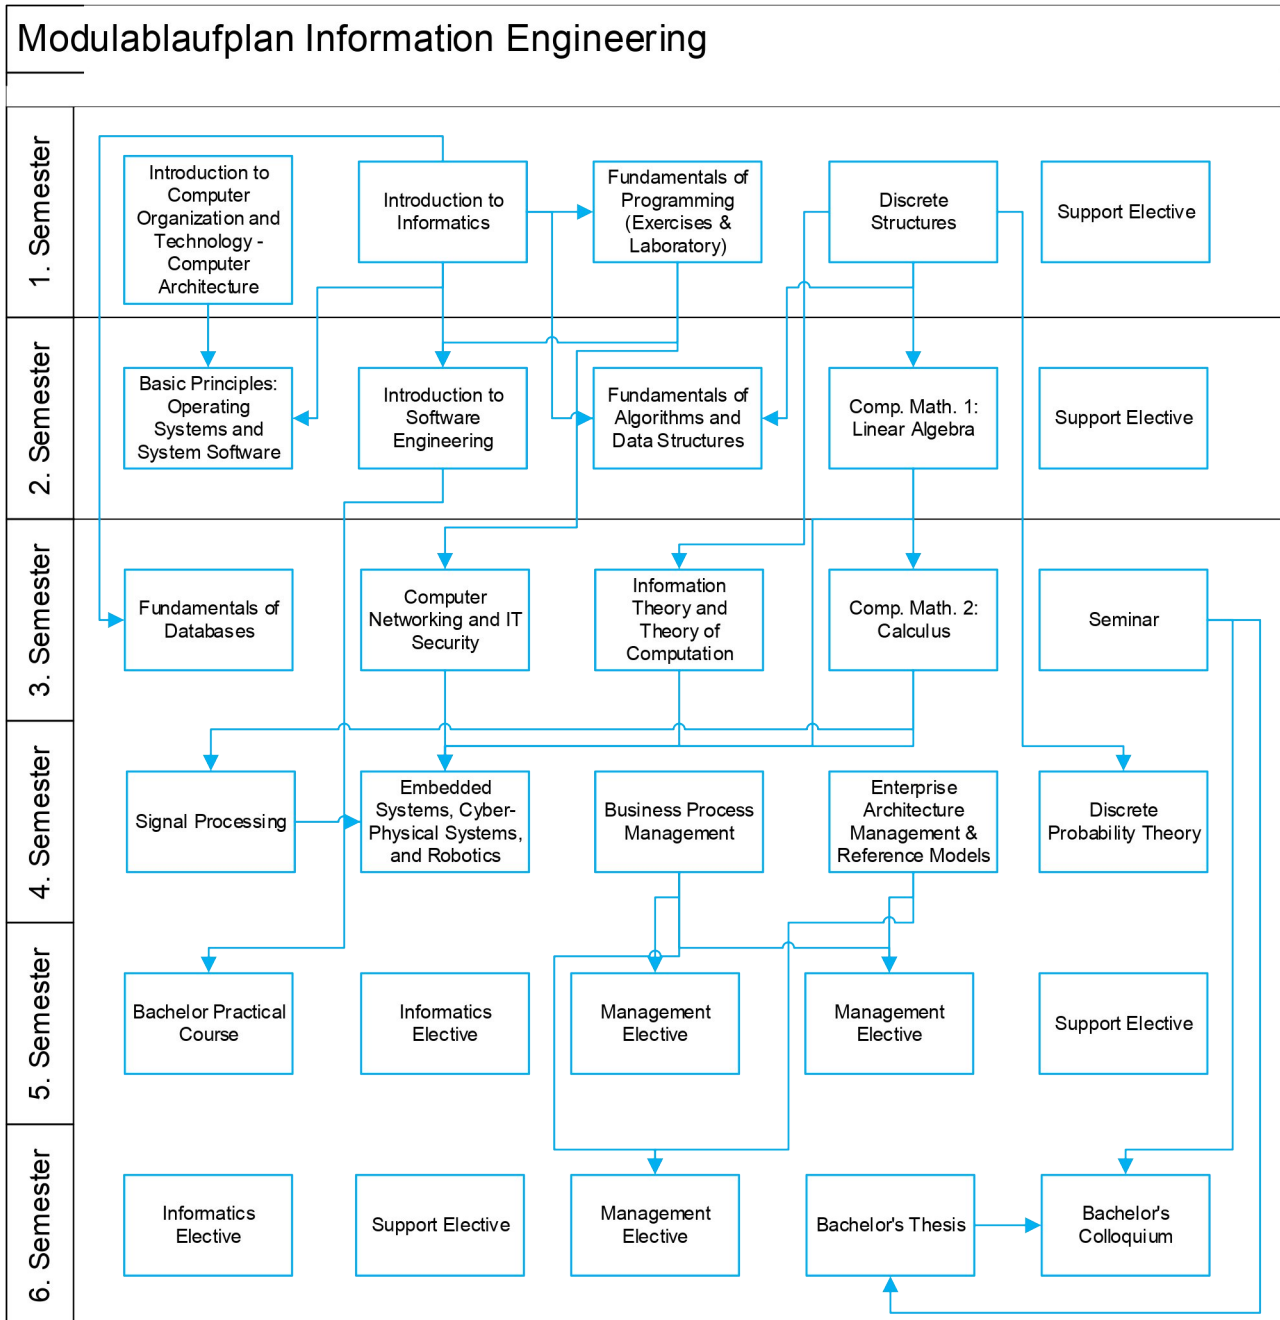 Modulablaufplan Information Engineering
1. Semester
Introduction to
Computer
Organization and
Technology -
Computer
Architecture
Introduction to
Informatics
Fundamentals of
Programming
(Exercises &
Laboratory)
Discrete
Structures
Support Elective
2. Semester
Basic Principles:
Operating
Systems and
System Software
Introduction to
Software
Engineering
Fundamentals of
Algorithms and
Data Structures
Comp. Math. 1:
Linear Algebra
Support Elective
3. Semester
Fundamentals of
Databases
Computer
Networking and IT
Security
Information
Theory and
Theory of
Computation
Comp. Math. 2:
Calculus
Seminar
4. Semester
Signal Processing
Embedded
Systems, Cyber-
Physical Systems,
and Robotics
Business Process
Management
Enterprise
Architecture
Management &
Reference Models
Discrete
Probability Theory
5. Semester
Bachelor Practical
Course
Informatics
Elective
Management
Elective
Management
Elective
Support Elective
6. Semester
Informatics
Elective
Support Elective
Management
Elective
Bachelor's Thesis
Bachelor's
Colloquium